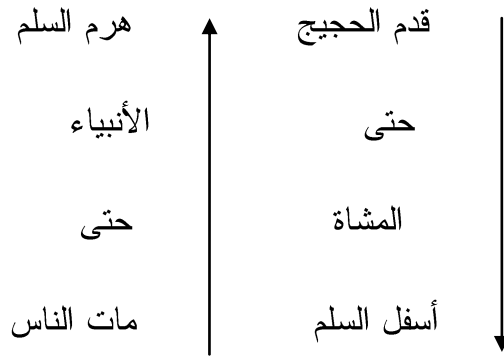 قدم الحجيج
حتى
المشاة
أسفل السلم
هرم السلم
الأنبياء
حتى
مات الناس